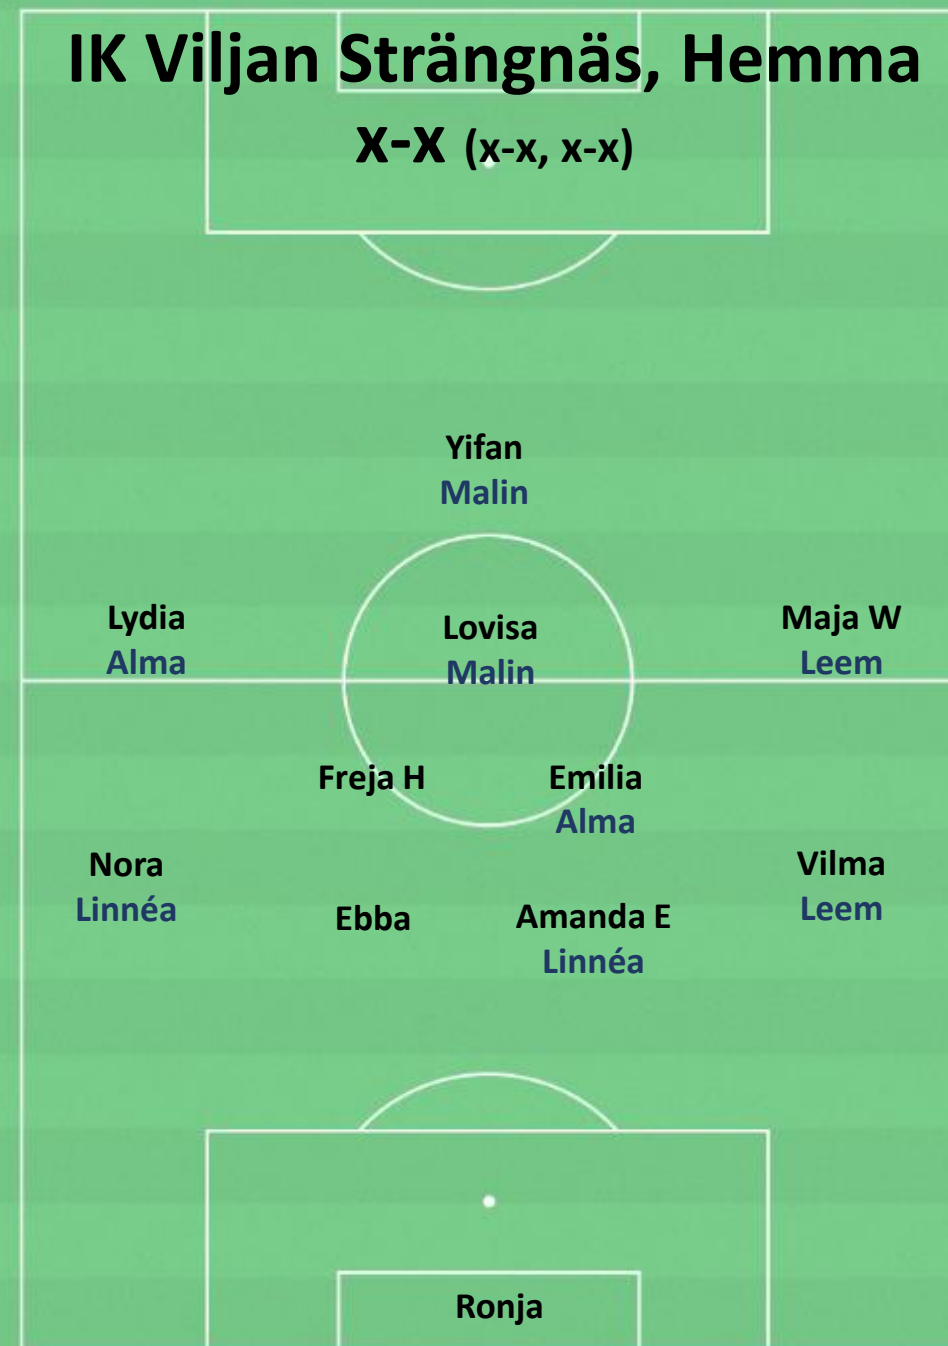 IK Viljan Strängnäs, Hemma
x-x (x-x, x-x)
Yifan
Malin
Lydia
Alma
Lovisa
Malin
Maja W
Leem
Freja H
Emilia
Alma
Nora
Linnéa
Ebba
Amanda E
Linnéa
Vilma
Leem
Ronja